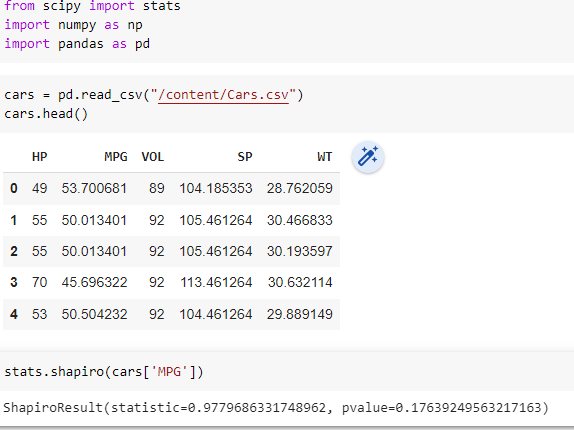 from scipy import stats
import numpy as np
import pandas as pd
cars = pd.read_csv("/content/Cars.csv")
cars.head()
HP MPG VOL SP WT
0 49 53.700681 89 104.185353 28.762059
1 55 50.013401 92 105.461264 30.466833
2 55 50.013401 92 105.461264 30.193597
3 70 45.696322 92 113.461264 30.632114
4 53 50.504232 92 104.461264 29.889149
stats.shapiro(cars['MPG'])
ShapiroResult(statistic=0.9779686331748962, pvalue=0.17639249563217163)